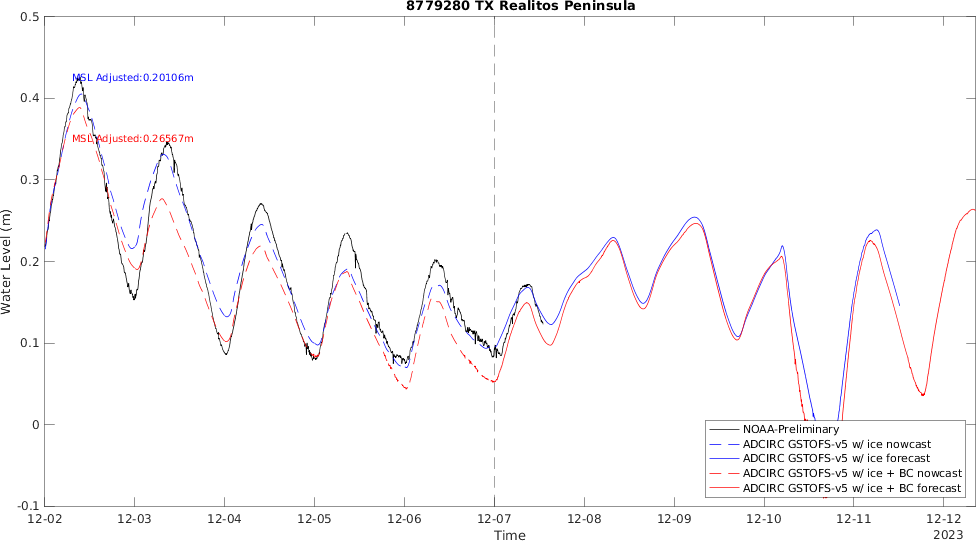 8779280 TX Realitos Peninsula
0.5
0.4
0.3
0.2
0.1
0
-0.1
Water Level (m)
MSL Adjusted:0.20106m
MSL Adjusted:0.26567m
NOAA-Preliminary
ADCIRC GSTOFS-v5 w/ ice nowcast
ADCIRC GSTOFS-v5 w/ ice forecast
ADCIRC GSTOFS-v5 w/ ice + BC nowcast
ADCIRC GSTOFS-v5 w/ ice + BC forecast
12-02 12-03 12-04 12-05 12-06 12-07 12-08 12-09 12-10 12-11 12-12
Time
2023